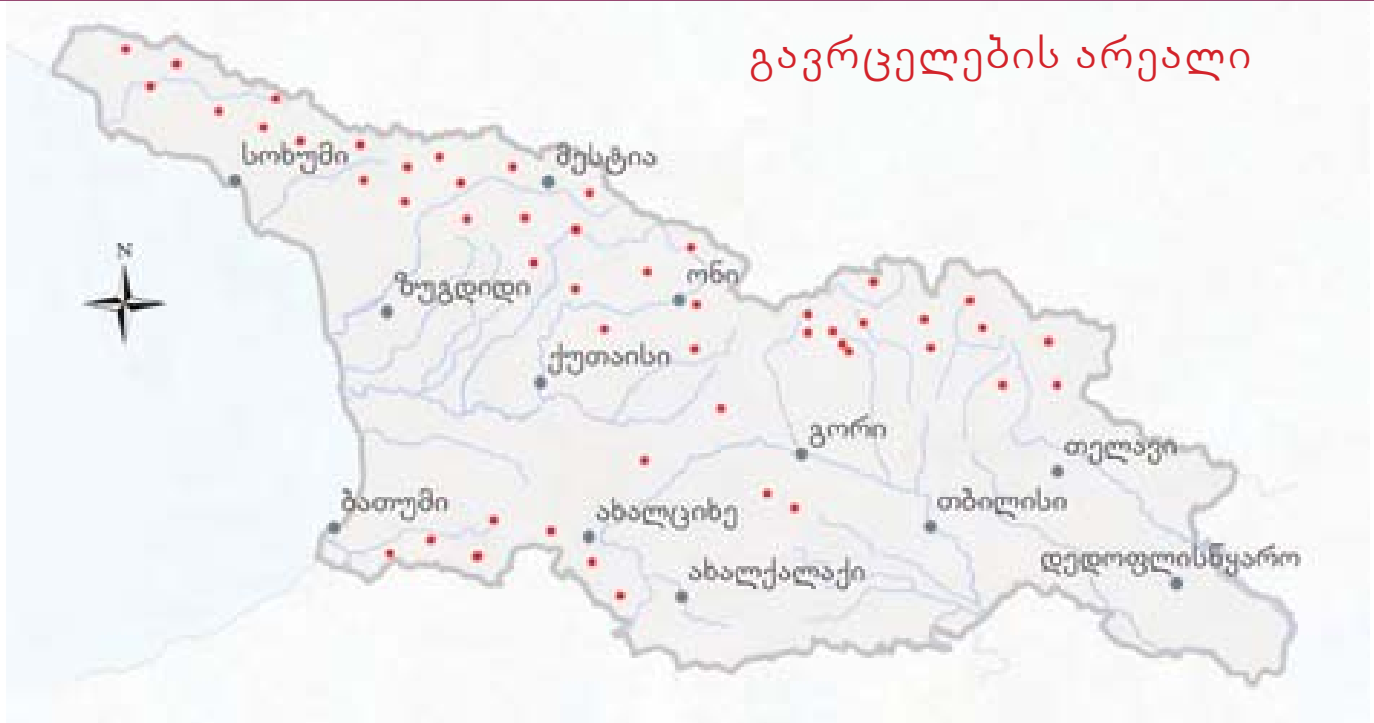 გავრცელების არეალი
სოხუმი
მესტია
N
ზუგდიდი
ონი
ქუთაისი
გორი
თელავი
ბათუმი
ახალციხე
თბილისი
ახალქალაქი
დედოფლისწყარო